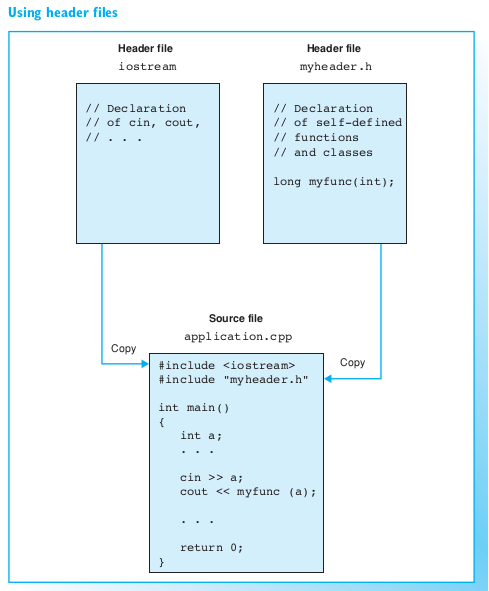 Using header files
Header file
iostream
// Declaration
// of cin, cout,
// . . .
Header file
myheader.h
// Declaration
// of self-defined
// functions
// and classes
long myfunc(int);
Copy
Copy
Source file
application.cpp
#include <iostream>
#include "myheader.h"
int main()
{
int a;
. . .
cin >> a;
cout << myfunc (a);
. . .
return 0;
}